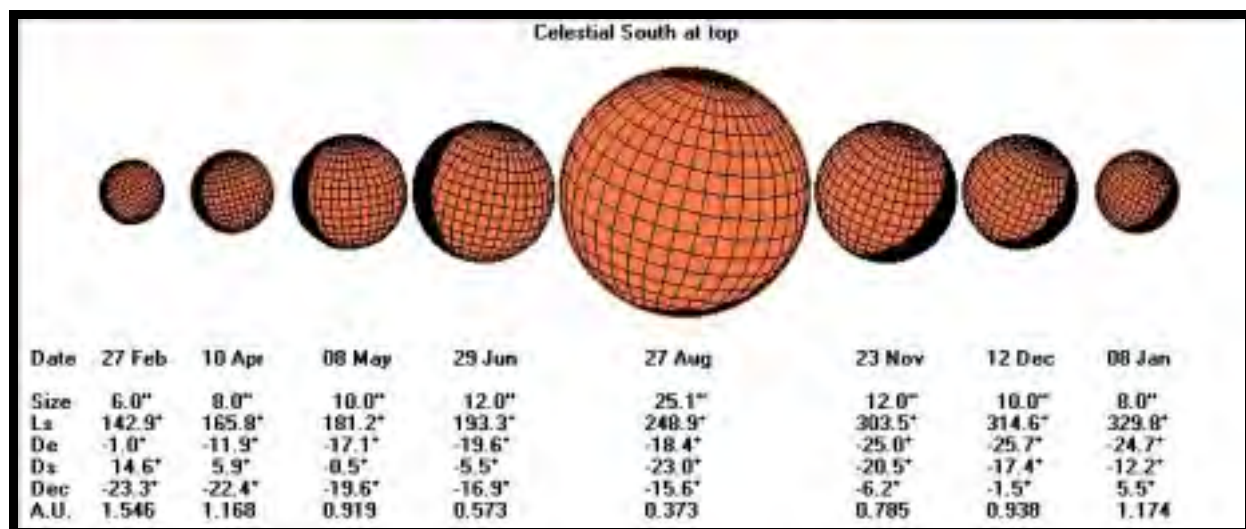 Celestial South at top
Date 27 Feb 10 Apr 08 May 29 Jun 27 Aug 23 Nov 12 Dec 08 Jan
Size 6.0" 8.0" 10.0" 12.0" 25.1" 12.0" 10.0" 8.0"
Ls 142.9° 165.8° 181.2° 193.3° 248.9° 303.5° 314.6° 329.8°
De -1.0° -11.9° -17.1° -19.6° -18.4° -25.0° -25.7° -24.7°
Ds 14.6° 5.9° -0.5° -5.5° -23.0° -20.5° -17.4° -12.2°
Dec -23.3° -22.4° -19.6° -16.9° -15.6° -6.2° -1.5° 5.5°
A.U. 1.546 1.168 0.919 0.573 0.373 0.785 0.938 1.174